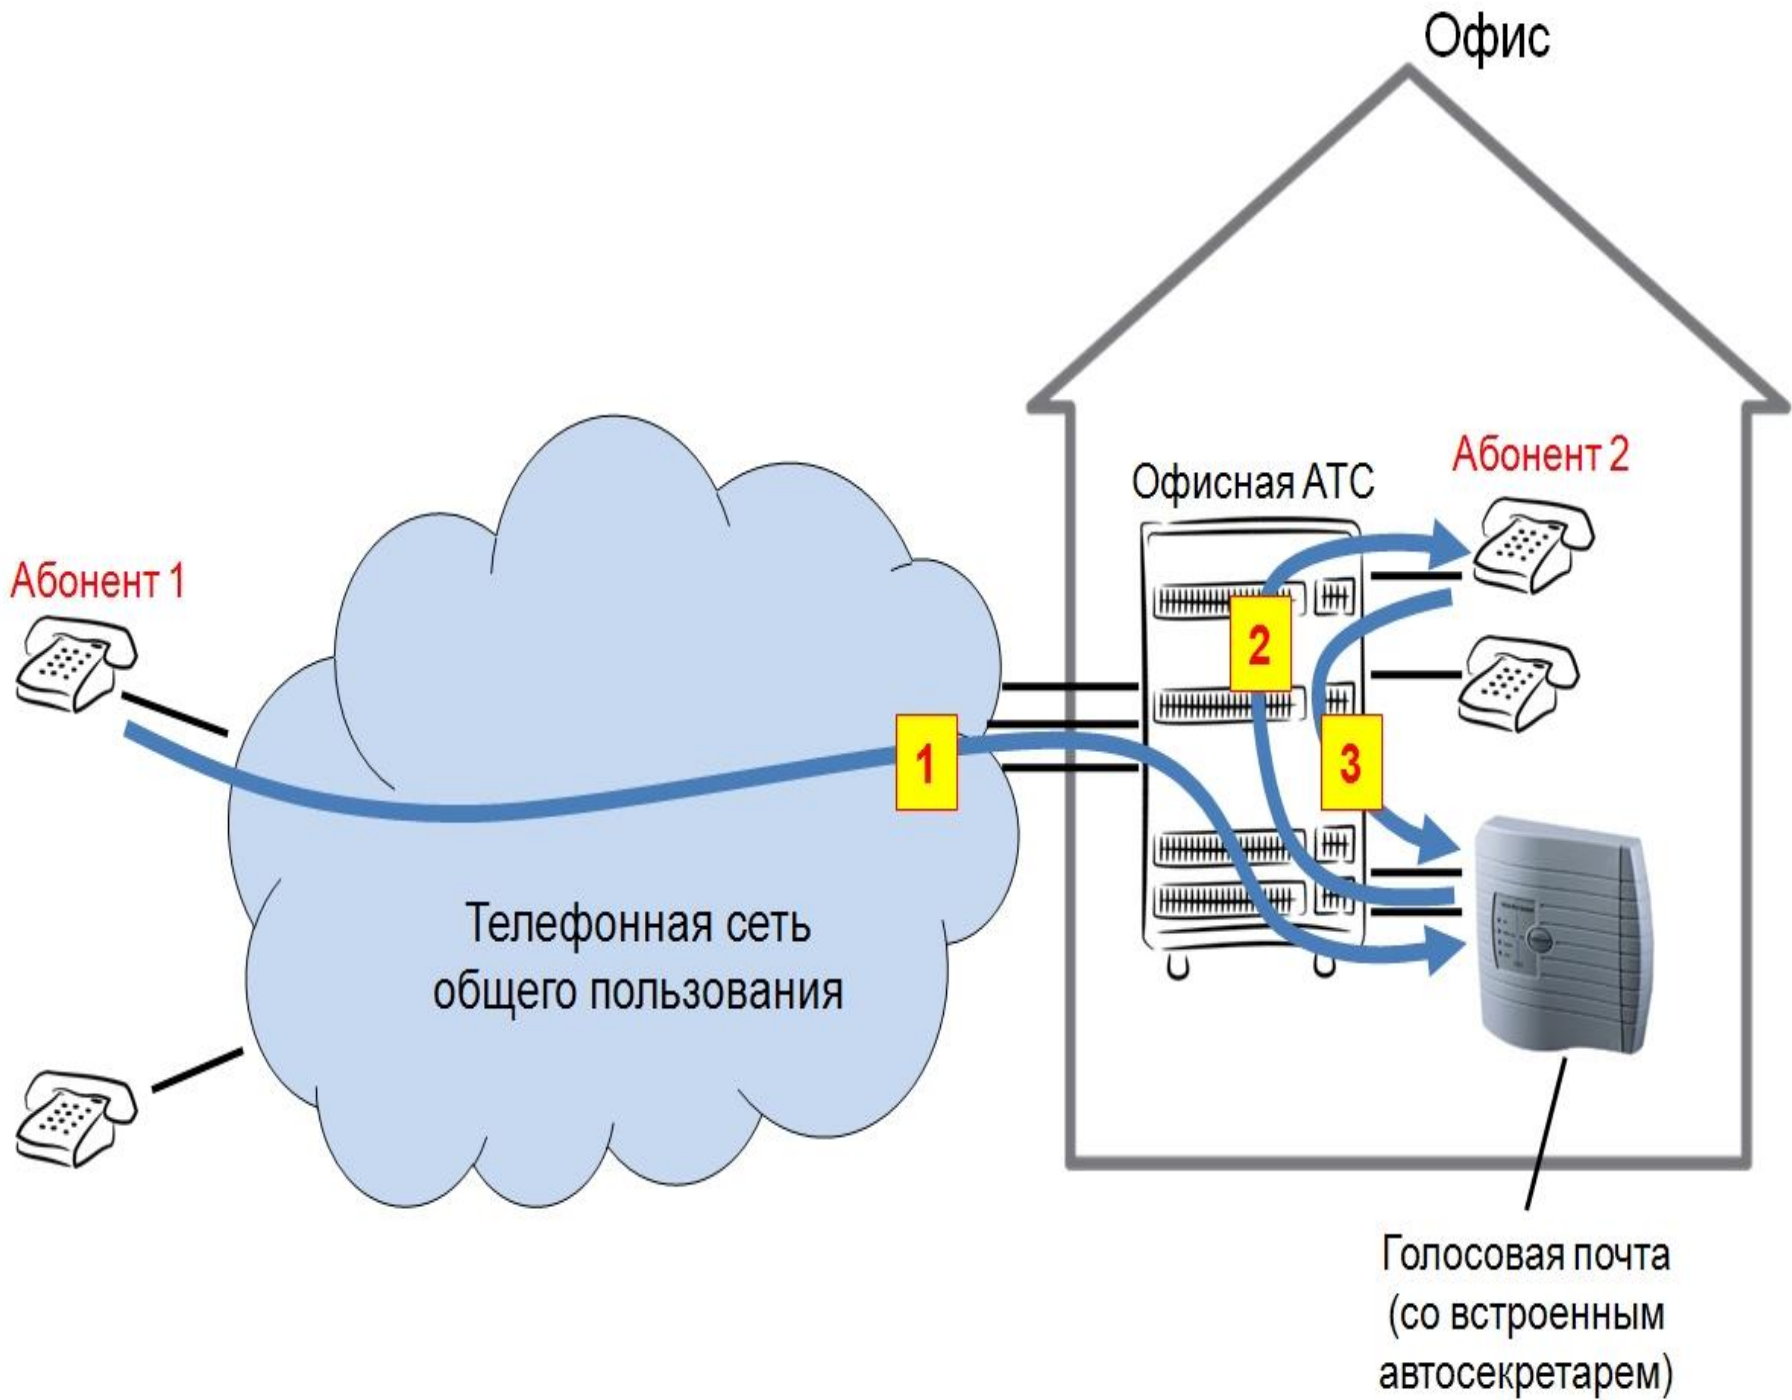 Офис
Абонент 2
Офисная АТС
Абонент 1
2
1
3
Телефонная сеть
общего пользования
Голосовая почта
(со встроенным
автосекретарем)